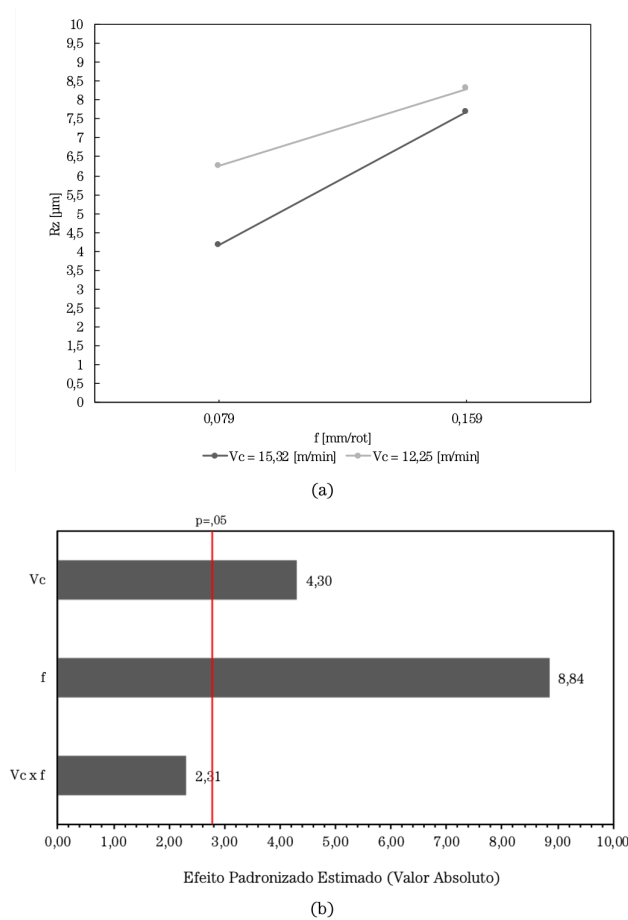 10
9,5
9
8,5
8
7,5
7
6,5
6
5,5
5
4,5
4
3,5
3
2,5
2
1,5
1
0,5
0
Rz [µm]
0,079 0,159
f [mm/rot]
Vc = 15,32 [m/min] Vc = 12,25 [m/min]
(a)
p=,05
Vc 4,30
f 8,84
Vc x f 2,31
0,00 1,00 2,00 3,00 4,00 5,00 6,00 7,00 8,00 9,00 10,00
Efeito Padronizado Estimado (Valor Absoluto)
(b)